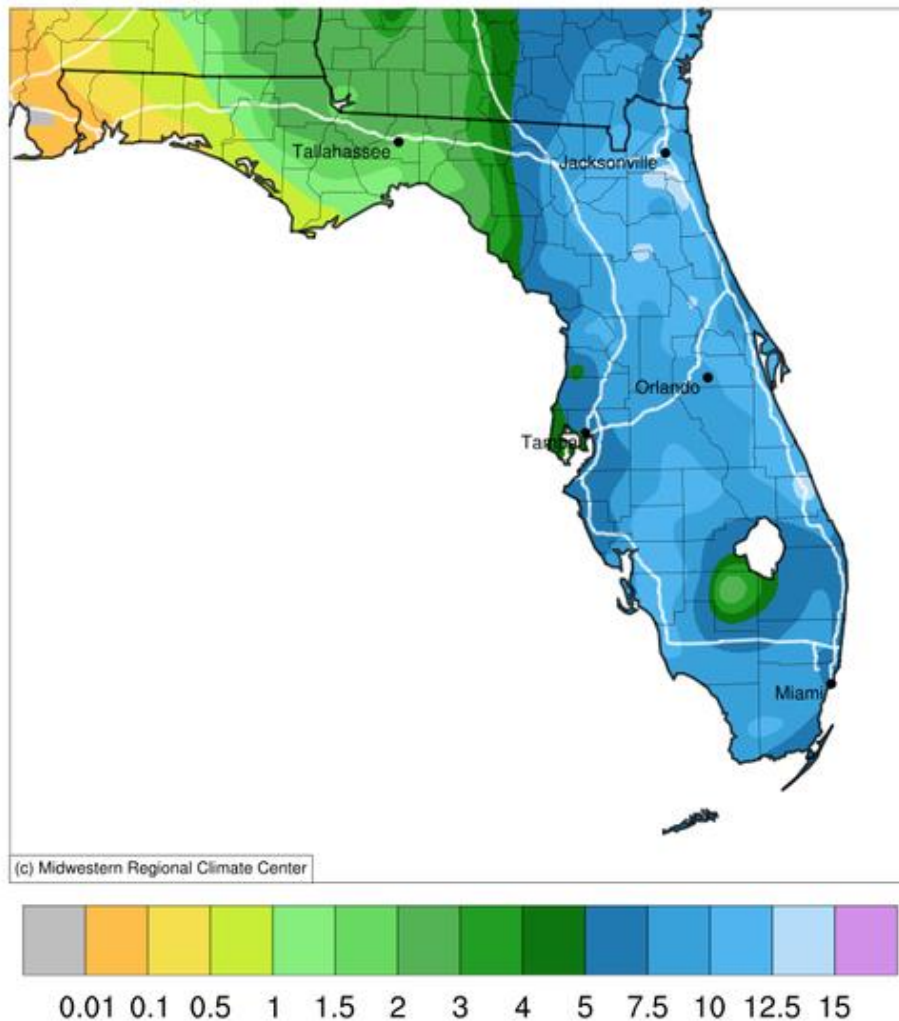 Tallahassee
Jacksonville
Orlando
Tampa
Miami
(c) Midwestern Regional Climate Center
0.01 0.1 0.5 1 1.5 2 3 4 5 7.5 10 12.5 15